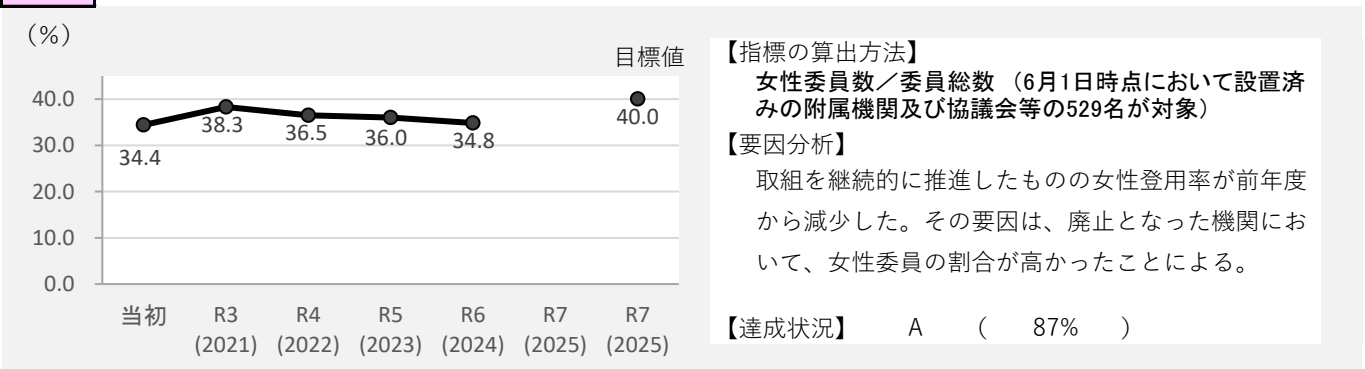 （%）
目標値
40.0
30.0
20.0
10.0
0.0
34.4
38.3
36.5
36.0
34.8
40.0
当初 R3 R4 R5 R6 R7 R7
(2021) (2022) (2023) (2024) (2025) (2025)
【指標の算出方法】
女性委員数／委員総数 （6月1日時点において設置済
みの附属機関及び協議会等の529名が対象）
【要因分析】
取組を継続的に推進したものの女性登用率が前年度
から減少した。その要因は、廃止となった機関にお
いて、女性委員の割合が高かったことによる。
【達成状況】 A （ 87% ）